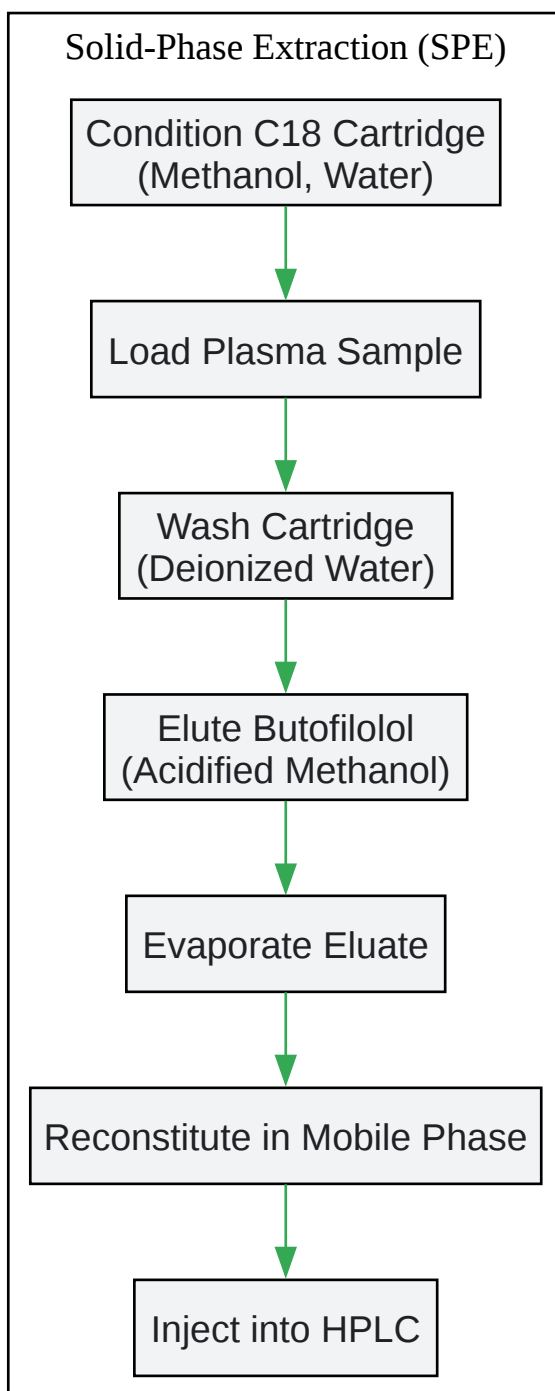 Solid-Phase Extraction (SPE)
Condition C18 Cartridge
(Methanol, Water)
Load Plasma Sample
Wash Cartridge
(Deionized Water)
Elute Butofilolol
(Acidified Methanol)
Evaporate Eluate
Reconstitute in Mobile Phase
Inject into HPLC